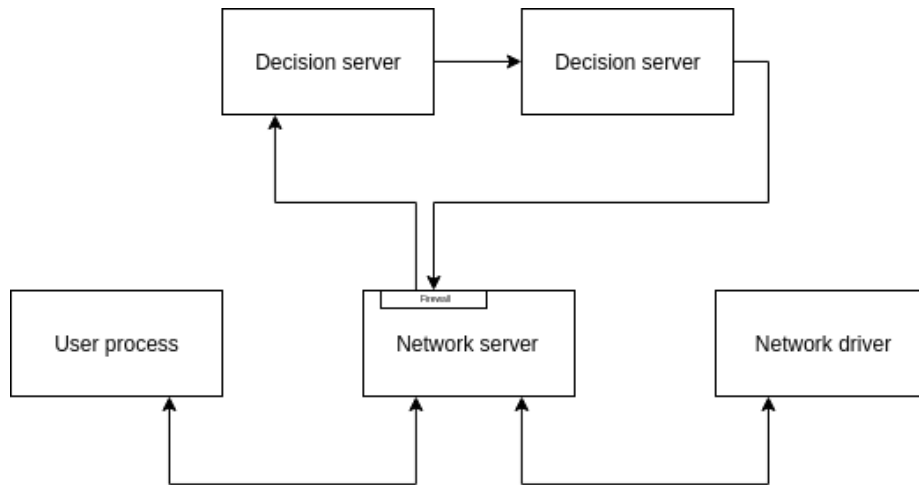 Decision server
Decision server
Firewall
User process
Network server
Network driver